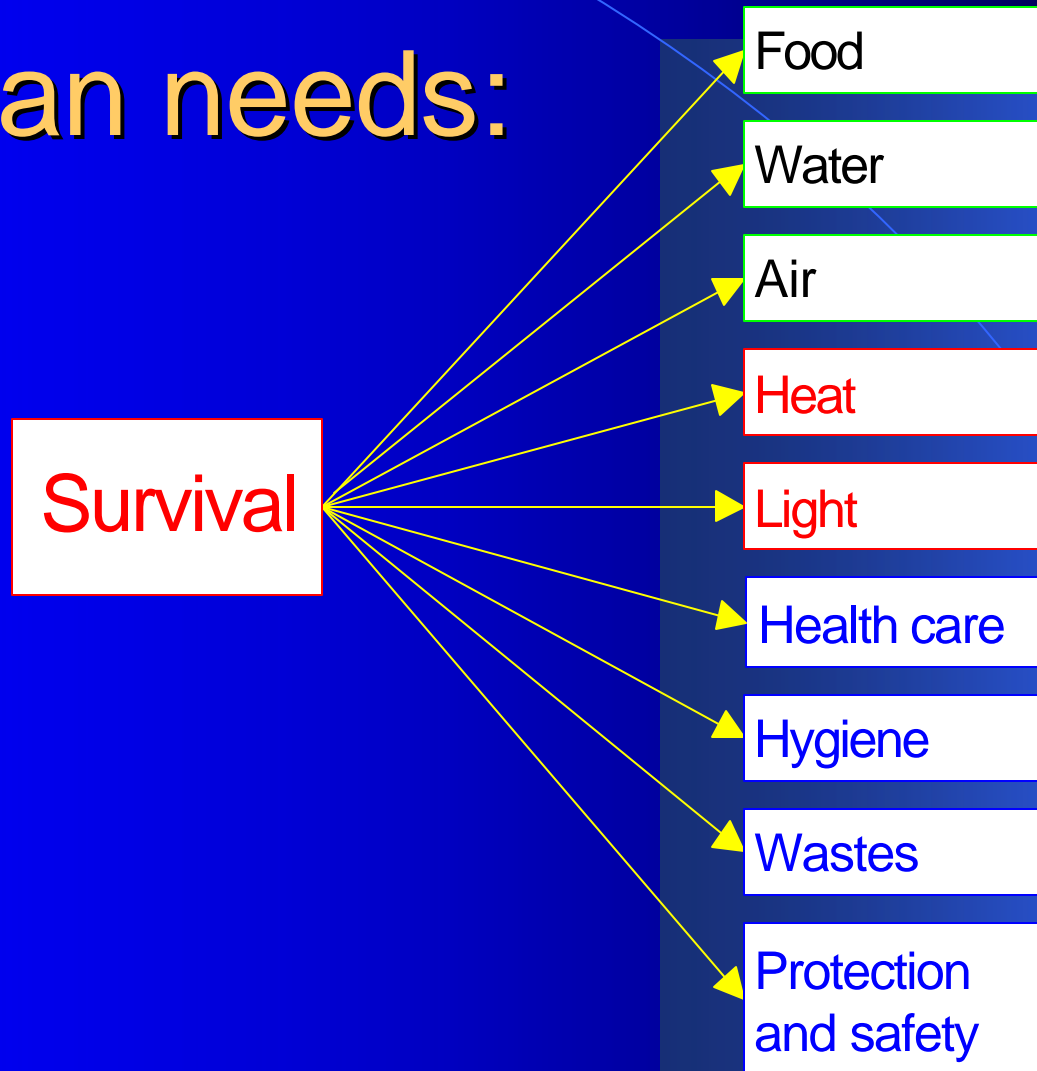 an needs:
Food
Water
Air
Heat
Survival
Light
Health care
Hygiene
Wastes
Protection
and safety